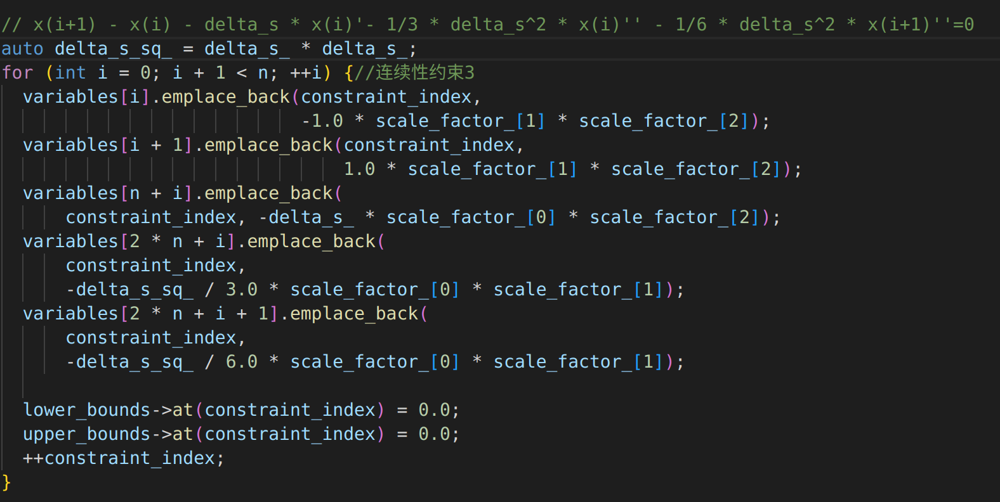 // x(i+1) - x(i) - delta_s * x(i)'- 1/3 * delta_s^2 * x(i)'' - 1/6 * delta_s^2 * x(i+1)''=0
auto delta_s_sq_ = delta_s_ * delta_s_;
for (int i = 0; i + 1 < n; ++i) {//连续性约束3
  variables[i].emplace_back(constraint_index,
                            -1.0 * scale_factor_[1] * scale_factor_[2]);
  variables[i + 1].emplace_back(constraint_index,
                                1.0 * scale_factor_[1] * scale_factor_[2]);
  variables[n + i].emplace_back(
      constraint_index, -delta_s_ * scale_factor_[0] * scale_factor_[2]);
  variables[2 * n + i].emplace_back(
      constraint_index,
      -delta_s_sq_ / 3.0 * scale_factor_[0] * scale_factor_[1]);
  variables[2 * n + i + 1].emplace_back(
      constraint_index,
      -delta_s_sq_ / 6.0 * scale_factor_[0] * scale_factor_[1]);
  lower_bounds->at(constraint_index) = 0.0;
  upper_bounds->at(constraint_index) = 0.0;
  ++constraint_index;
}